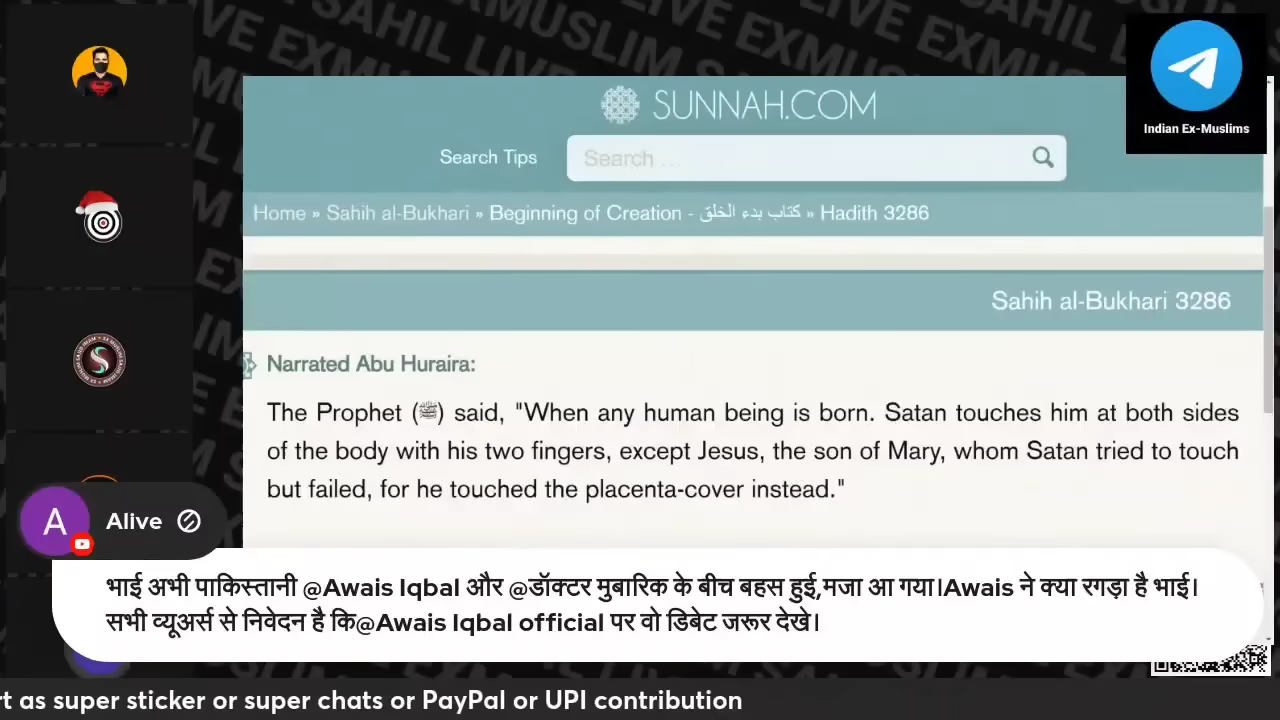 SUNNAH.COM
Indian Ex-Muslims
Search Tips
Search ...
Home » Sahih al-Bukhari » Beginning of Creation - كتاب بدء الخلق » Hadith 3286
Sahih al-Bukhari 3286
Narrated Abu Huraira:
The Prophet (ﷺ) said, "When any human being is born. Satan touches him at both sides
of the body with his two fingers, except Jesus, the son of Mary, whom Satan tried to touch
but failed, for he touched the placenta-cover instead."
A Alive
भाई अभी पाकिस्तानी @Awais Iqbal और @डॉक्टर मुबारिक के बीच बहस हुई,मजा आ गया।Awais ने क्या रगड़ा है भाई।
सभी व्यूअर्स से निवेदन है कि@Awais Iqbal official पर वो डिबेट जरूर देखे।
rt as super sticker or super chats or PayPal or UPI contribution